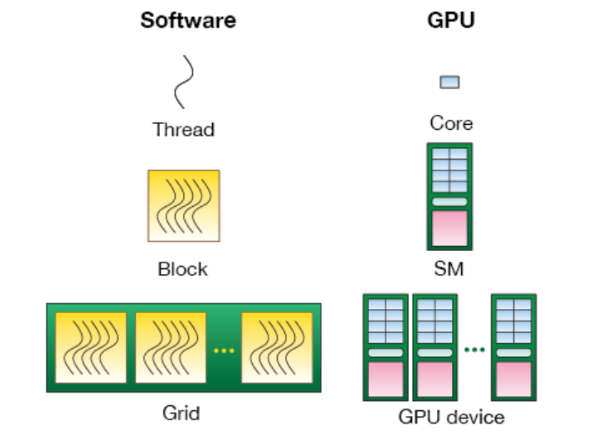 Software
GPU
Thread
Core
Block
SM
Grid
GPU device